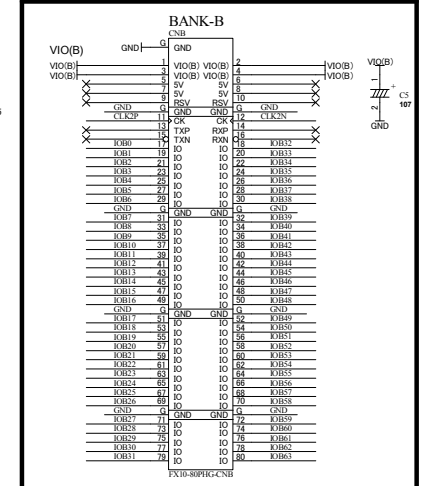 BANK-B
CNB
VIO(B) GND G GND
VIO(B) 1 VIO(B) VIO(B) 2 VIO(B) VIO(B)
VIO(B) 3 VIO(B) VIO(B) 4 VIO(B)
5 5V 5V 6
7 5V 5V 8
9 RSV RSV 10
GND G GND GND G GND
CLK2P 11 CK CK 12 CLK2N
13 TXP RXP 14
15 TXN RXN 16
IOB0 17 IO IO 18 IOB32
IOB1 19 IO IO 20 IOB33
IOB2 21 IO IO 22 IOB34
IOB3 23 IO IO 24 IOB35
IOB4 25 IO IO 26 IOB36
IOB5 27 IO IO 28 IOB37
IOB6 29 IO IO 30 IOB38
GND G GND GND G GND
IOB7 31 IO IO 32 IOB39
IOB8 33 IO IO 34 IOB40
IOB9 35 IO IO 36 IOB41
IOB10 37 IO IO 38 IOB42
IOB11 39 IO IO 40 IOB43
IOB12 41 IO IO 42 IOB44
IOB13 43 IO IO 44 IOB45
IOB14 45 IO IO 46 IOB46
IOB15 47 IO IO 48 IOB47
IOB16 49 IO IO 50 IOB48
GND G GND GND G GND
IOB17 51 IO IO 52 IOB49
IOB18 53 IO IO 54 IOB50
IOB19 55 IO IO 56 IOB51
IOB20 57 IO IO 58 IOB52
IOB21 59 IO IO 60 IOB53
IOB22 61 IO IO 62 IOB54
IOB23 63 IO IO 64 IOB55
IOB24 65 IO IO 66 IOB56
IOB25 67 IO IO 68 IOB57
IOB26 69 IO IO 70 IOB58
GND G GND GND G GND
IOB27 71 IO IO 72 IOB59
IOB28 73 IO IO 74 IOB60
IOB29 75 IO IO 76 IOB61
IOB30 77 IO IO 78 IOB62
IOB31 79 IO IO 80 IOB63
FX10-80PHG-CNB
1
+
C5
107
2
GND